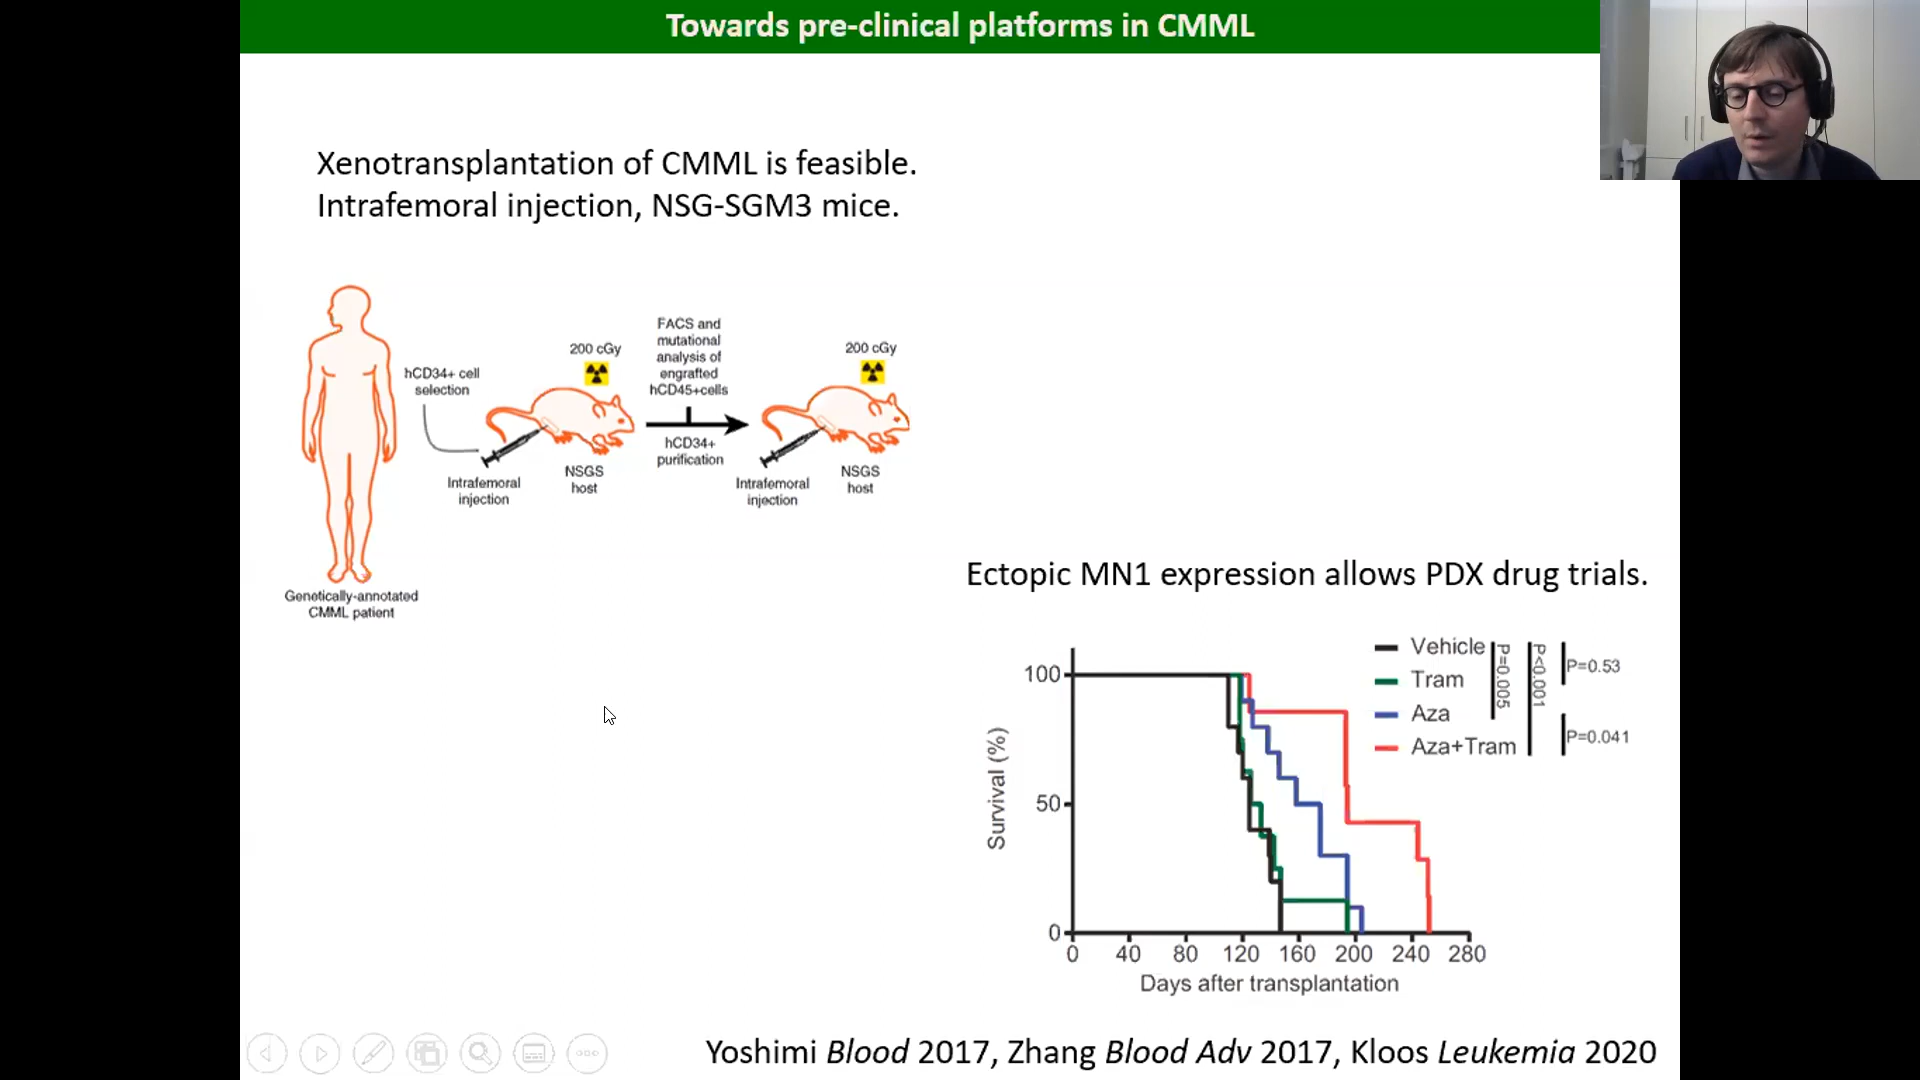 Towards pre-clinical platforms in CMML
Xenotransplantation of CMML is feasible.
Intrafemoral injection, NSG-SGM3 mice.
hCD34+ cell
selection
200 cGy
FACS and
mutational
analysis of
engrafted
hCD45+cells
200 cGy
hCD34+
purification
Intrafemoral
injection
NSGS
host
Intrafemoral
injection
NSGS
host
Genetically-annotated
CMML patient
Ectopic MN1 expression allows PDX drug trials.
Vehicle
Tram
Aza
Aza+Tram
P=0.005
P<0.001
P=0.53
P=0.041
Survival (%)
100
50
0
0 40 80 120 160 200 240 280
Days after transplantation
Yoshimi Blood 2017, Zhang Blood Adv 2017, Kloos Leukemia 2020